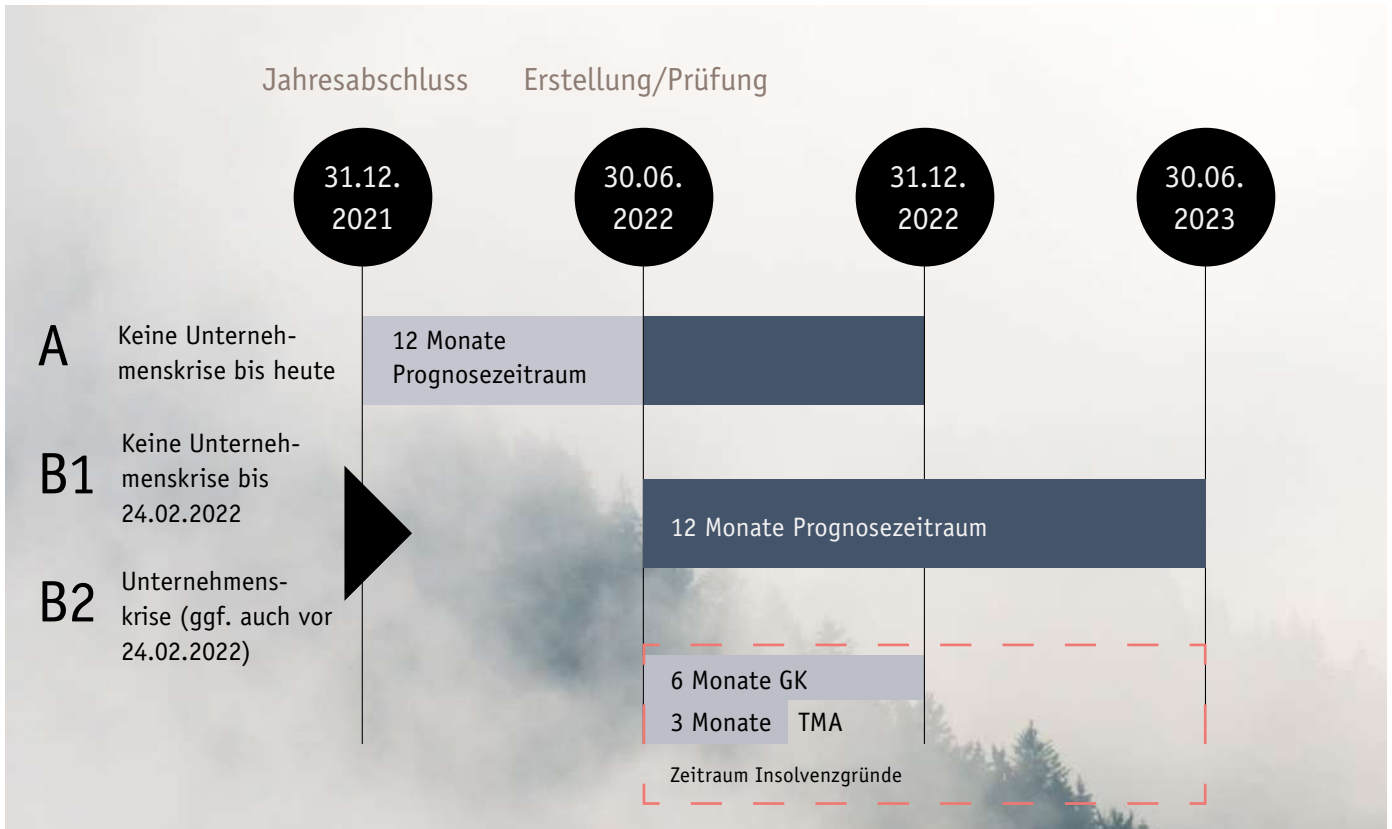 Jahresabschluss
Erstellung/Prüfung
31.12.
2021
30.06.
2022
31.12.
2022
30.06.
2023
A
Keine Unterneh-
menskrise bis heute
12 Monate
Prognosezeitraum
B1
Keine Unterneh-
menskrise bis
24.02.2022
12 Monate Prognosezeitraum
B2
Unternehmens-
krise (ggf. auch vor
24.02.2022)
6 Monate GK
3 Monate TMA
Zeitraum Insolvenzgründe